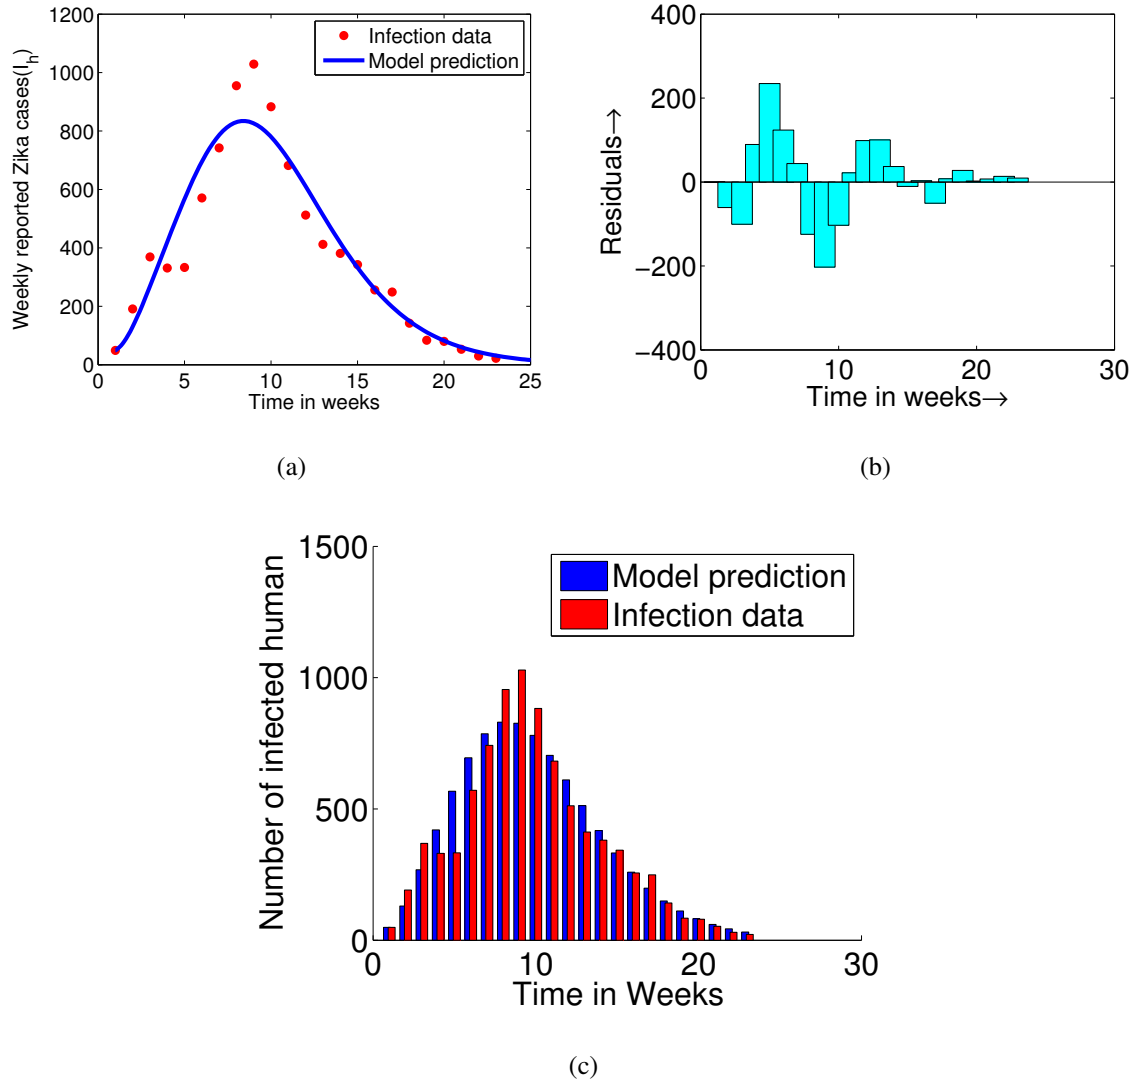 1200
1000
800
600
400
200
0
Weekly reported Zika cases(I_h)
Infection data
Model prediction
0 5 10 15 20 25
Time in weeks
(a)
400
200
0
−200
−400
Residuals→
0 10 20 30
Time in weeks→
(b)
1500
1000
500
0
Number of infected human
Model prediction
Infection data
0 10 20 30
Time in Weeks
(c)